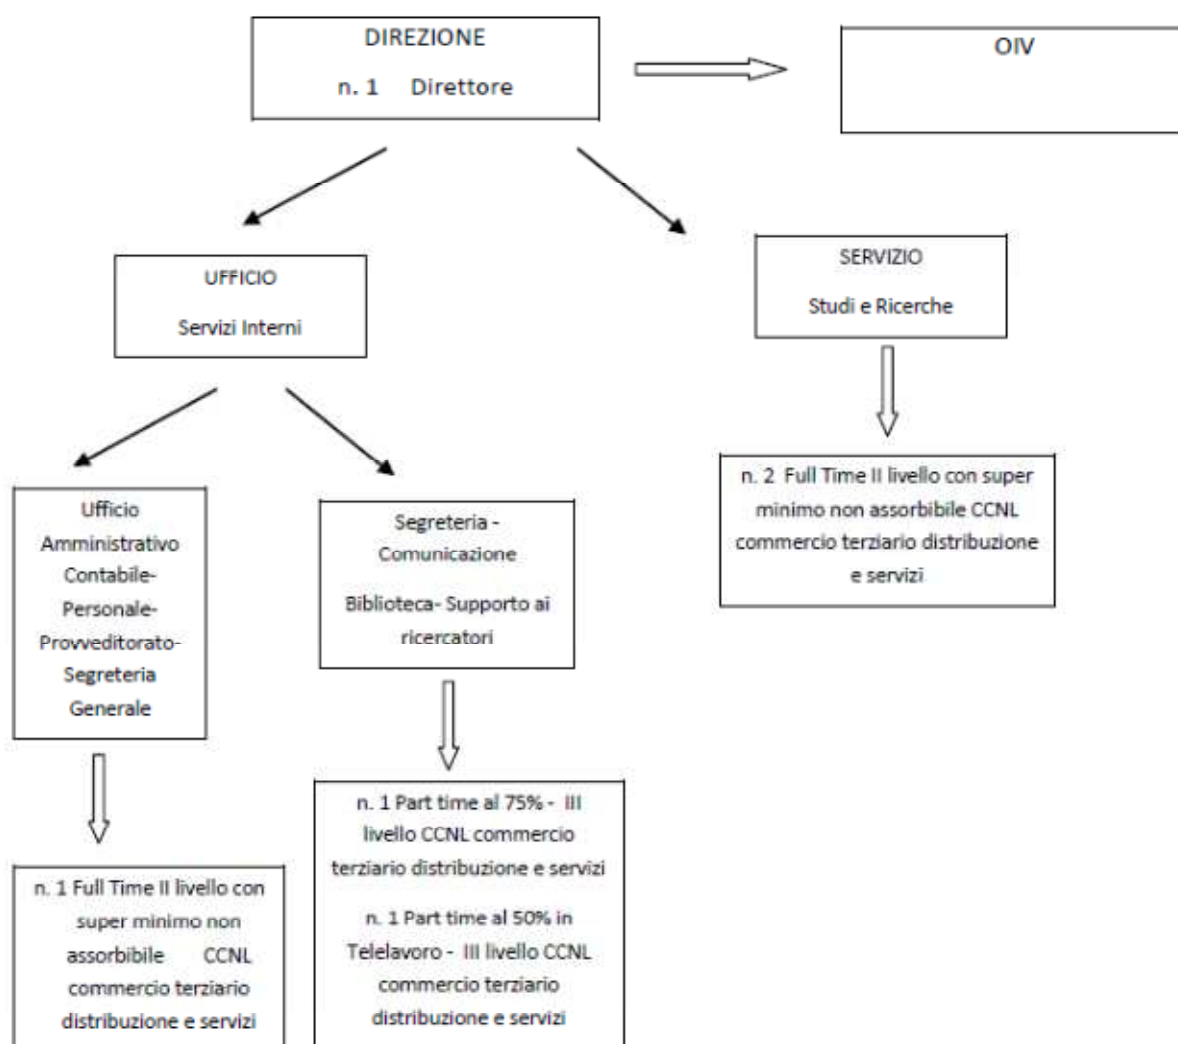 DIREZIONE
n. 1 Direttore
OIV
UFFICIO
Servizi Interni
SERVIZIO
Studi e Ricerche
Ufficio
Amministrativo
Contabile-
Personale-
Provveditorato-
Segreteria
Generale
Segreteria -
Comunicazione
Biblioteca- Supporto ai
ricercatori
n. 2 Full Time II livello con super
minimo non assorbibile CCNL
commercio terziario distribuzione
e servizi
n. 1 Full Time II livello con
super minimo non
assorbibile CCNL
commercio terziario
distribuzione e servizi
n. 1 Part time al 75% - III
livello CCNL commercio
terziario distribuzione e servizi
n. 1 Part time al 50% in
Telelavoro - III livello CCNL
commercio terziario
distribuzione e servizi